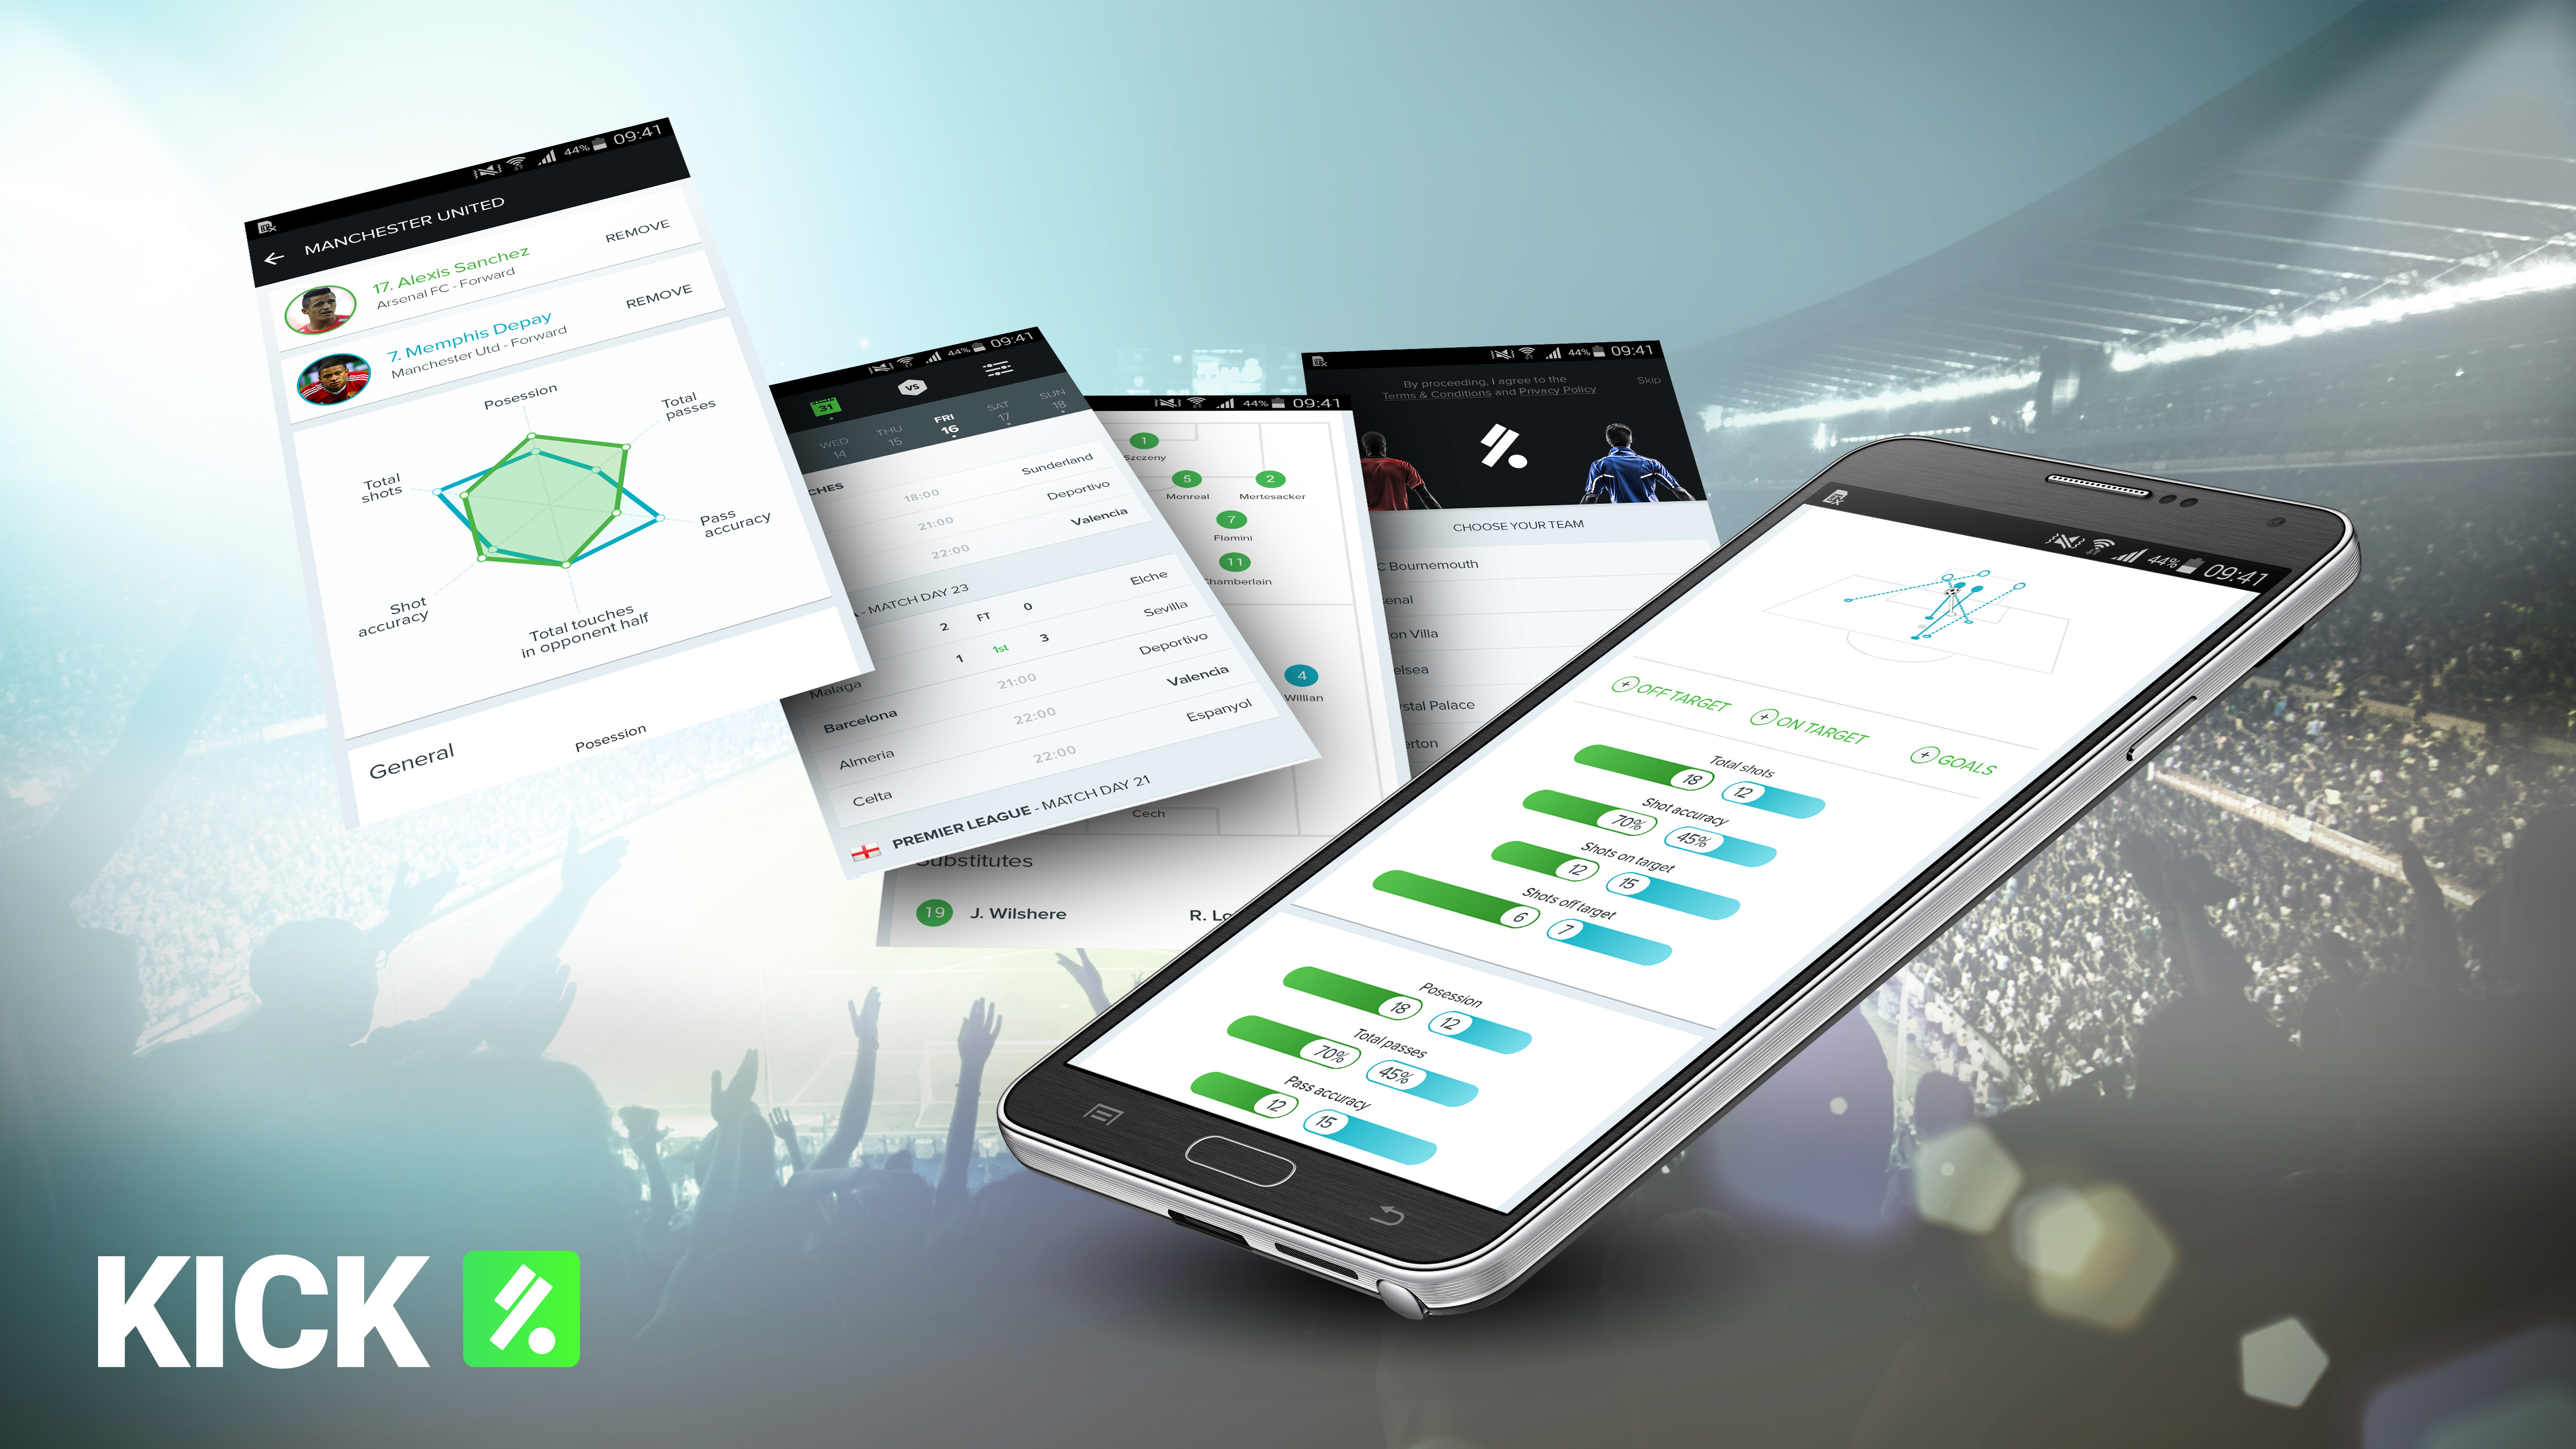 09:41
44%
MANCHESTER UNITED
17. Alexis Sanchez
Arsenal FC - Forward
REMOVE
7. Memphis Depay
Manchester Utd - Forward
REMOVE
Posession
Total
passes
Pass
accuracy
Total touches
in opponent half
Shot
accuracy
Total
shots
General
Posession
44% 09:41
31
VS
WED
14
THU
15
FRI
16
SAT
17
SUN
18
CHES
18:00 Sunderland
21:00 Deportivo
22:00 Valencia
- MATCH DAY 23
2 FT 0 Elche
Malaga 1 1st 3 Sevilla
Barcelona 21:00 Deportivo
Almeria 22:00 Valencia
Celta 22:00 Espanyol
PREMIER LEAGUE - MATCH DAY 21
44% 09:41
1
Szczeny
5
Monreal
2
Mertesacker
7
Flamini
11
Chamberlain
4
Willian
Cech
Substitutes
19 J. Wilshere R. Lo
44% 09:41
By proceeding, I agree to the
Terms & Conditions and Privacy Policy
Skip
CHOOSE YOUR TEAM
C Bournemouth
enal
on Villa
elsea
stal Palace
erton
44% 09:41
OFF TARGET
ON TARGET
GOALS
Total shots
18 12
Shot accuracy
70% 45%
Shots on target
12 15
Shots off target
6 7
Posession
18 12
Total passes
70% 45%
Pass accuracy
12 15
KICK